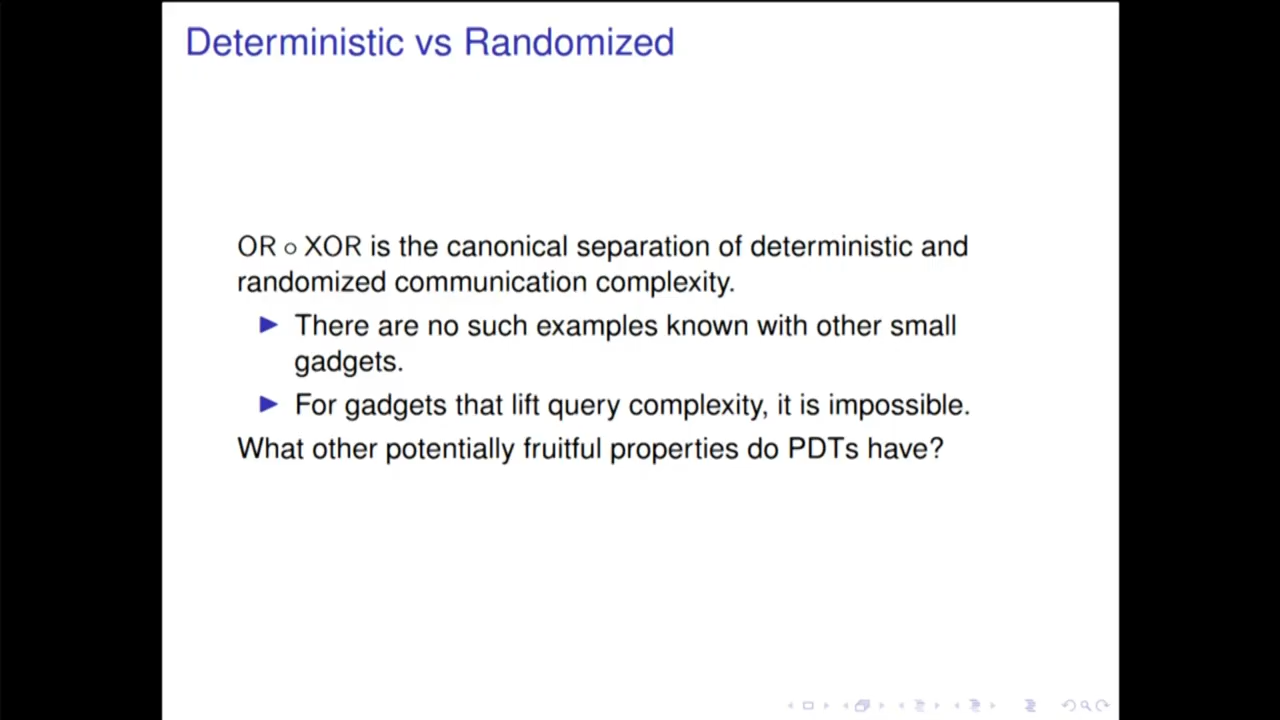 Deterministic vs Randomized
OR ∘ XOR is the canonical separation of deterministic and
randomized communication complexity.
▶ There are no such examples known with other small
gadgets.
▶ For gadgets that lift query complexity, it is impossible.
What other potentially fruitful properties do PDTs have?